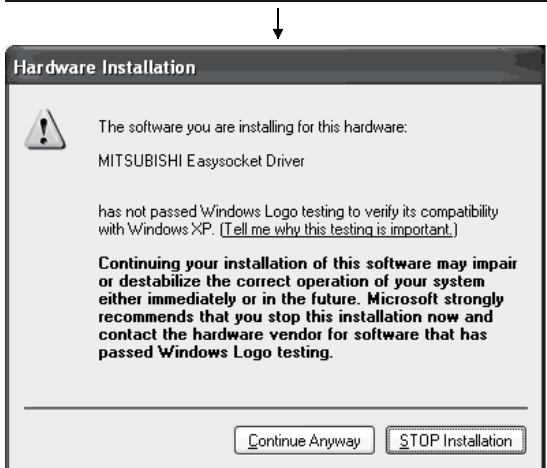 Hardware Installation
The software you are installing for this hardware:
MITSUBISHI Easysocket Driver
has not passed Windows Logo testing to verify its compatibility
with Windows XP. (Tell me why this testing is important.)
Continuing your installation of this software may impair
or destabilize the correct operation of your system
either immediately or in the future. Microsoft strongly
recommends that you stop this installation now and
contact the hardware vendor for software that has
passed Windows Logo testing.
Continue Anyway
STOP Installation